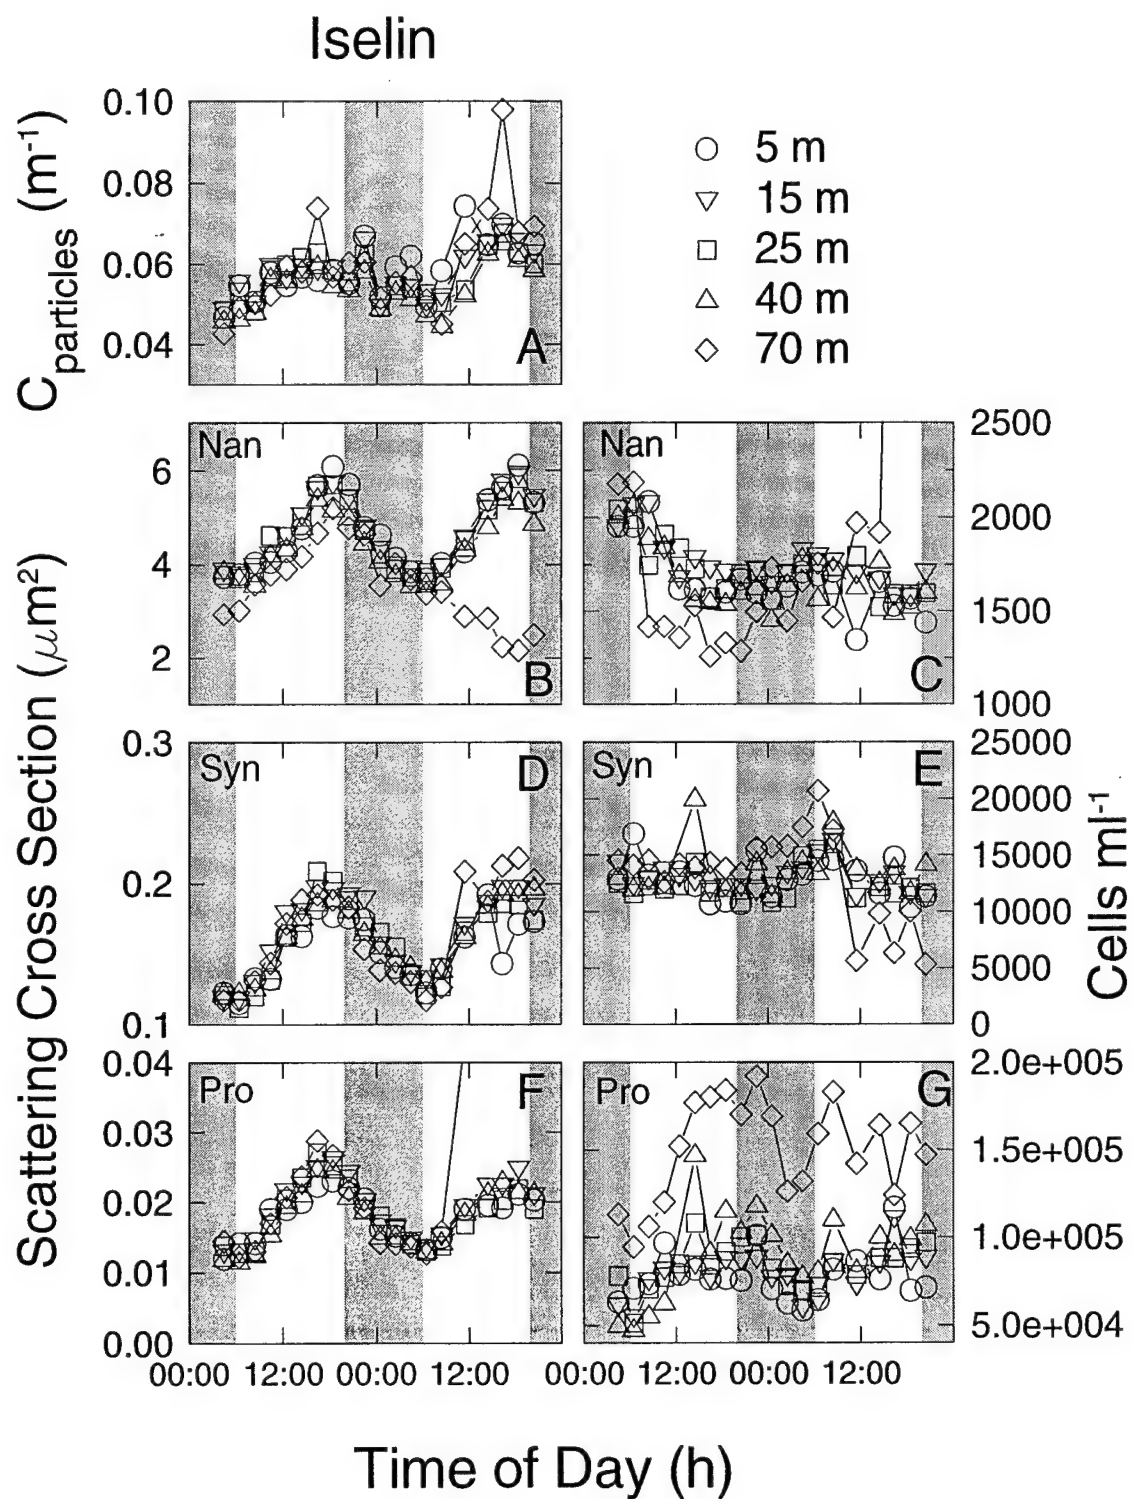 Iselin
C particles (m-1)
0.10
0.08
0.06
0.04
A
5 m
15 m
25 m
40 m
70 m
Scattering Cross Section (μm2)
Nan
6
4
2
B
Nan
C
2500
2000
1500
1000
0.3
0.2
0.1
Syn
D
Syn
E
25000
20000
15000
10000
5000
0
Cells ml-1
0.04
0.03
0.02
0.01
0.00
Pro
F
Pro
G
2.0e+005
1.5e+005
1.0e+005
5.0e+004
00:00 12:00 00:00 12:00
00:00 12:00 00:00 12:00
Time of Day (h)